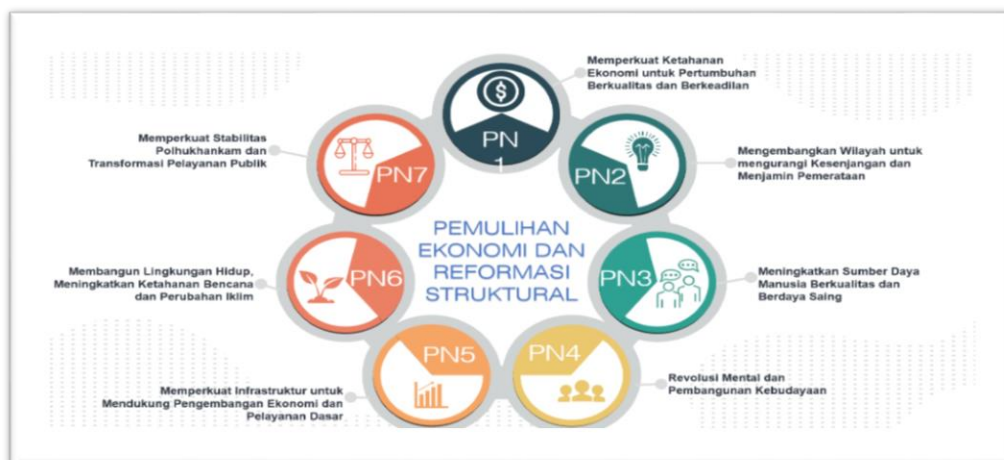 Memperkuat Ketahanan
Ekonomi untuk Pertumbuhan
Berkualitas dan Berkeadilan
PN
1
Mengembangkan Wilayah untuk
mengurangi Kesenjangan dan
Menjamin Pemerataan
PN2
Meningkatkan Sumber Daya
Manusia Berkualitas dan
Berdaya Saing
PN3
Revolusi Mental dan
Pembangunan Kebudayaan
PN4
Memperkuat Infrastruktur untuk
Mendukung Pengembangan Ekonomi dan
Pelayanan Dasar
PN5
Membangun Lingkungan Hidup,
Meningkatkan Ketahanan Bencana
dan Perubahan Iklim
PN6
Memperkuat Stabilitas
Polhukhankam dan
Transformasi Pelayanan Publik
PN7
PEMULIHAN
EKONOMI DAN
REFORMASI
STRUKTURAL